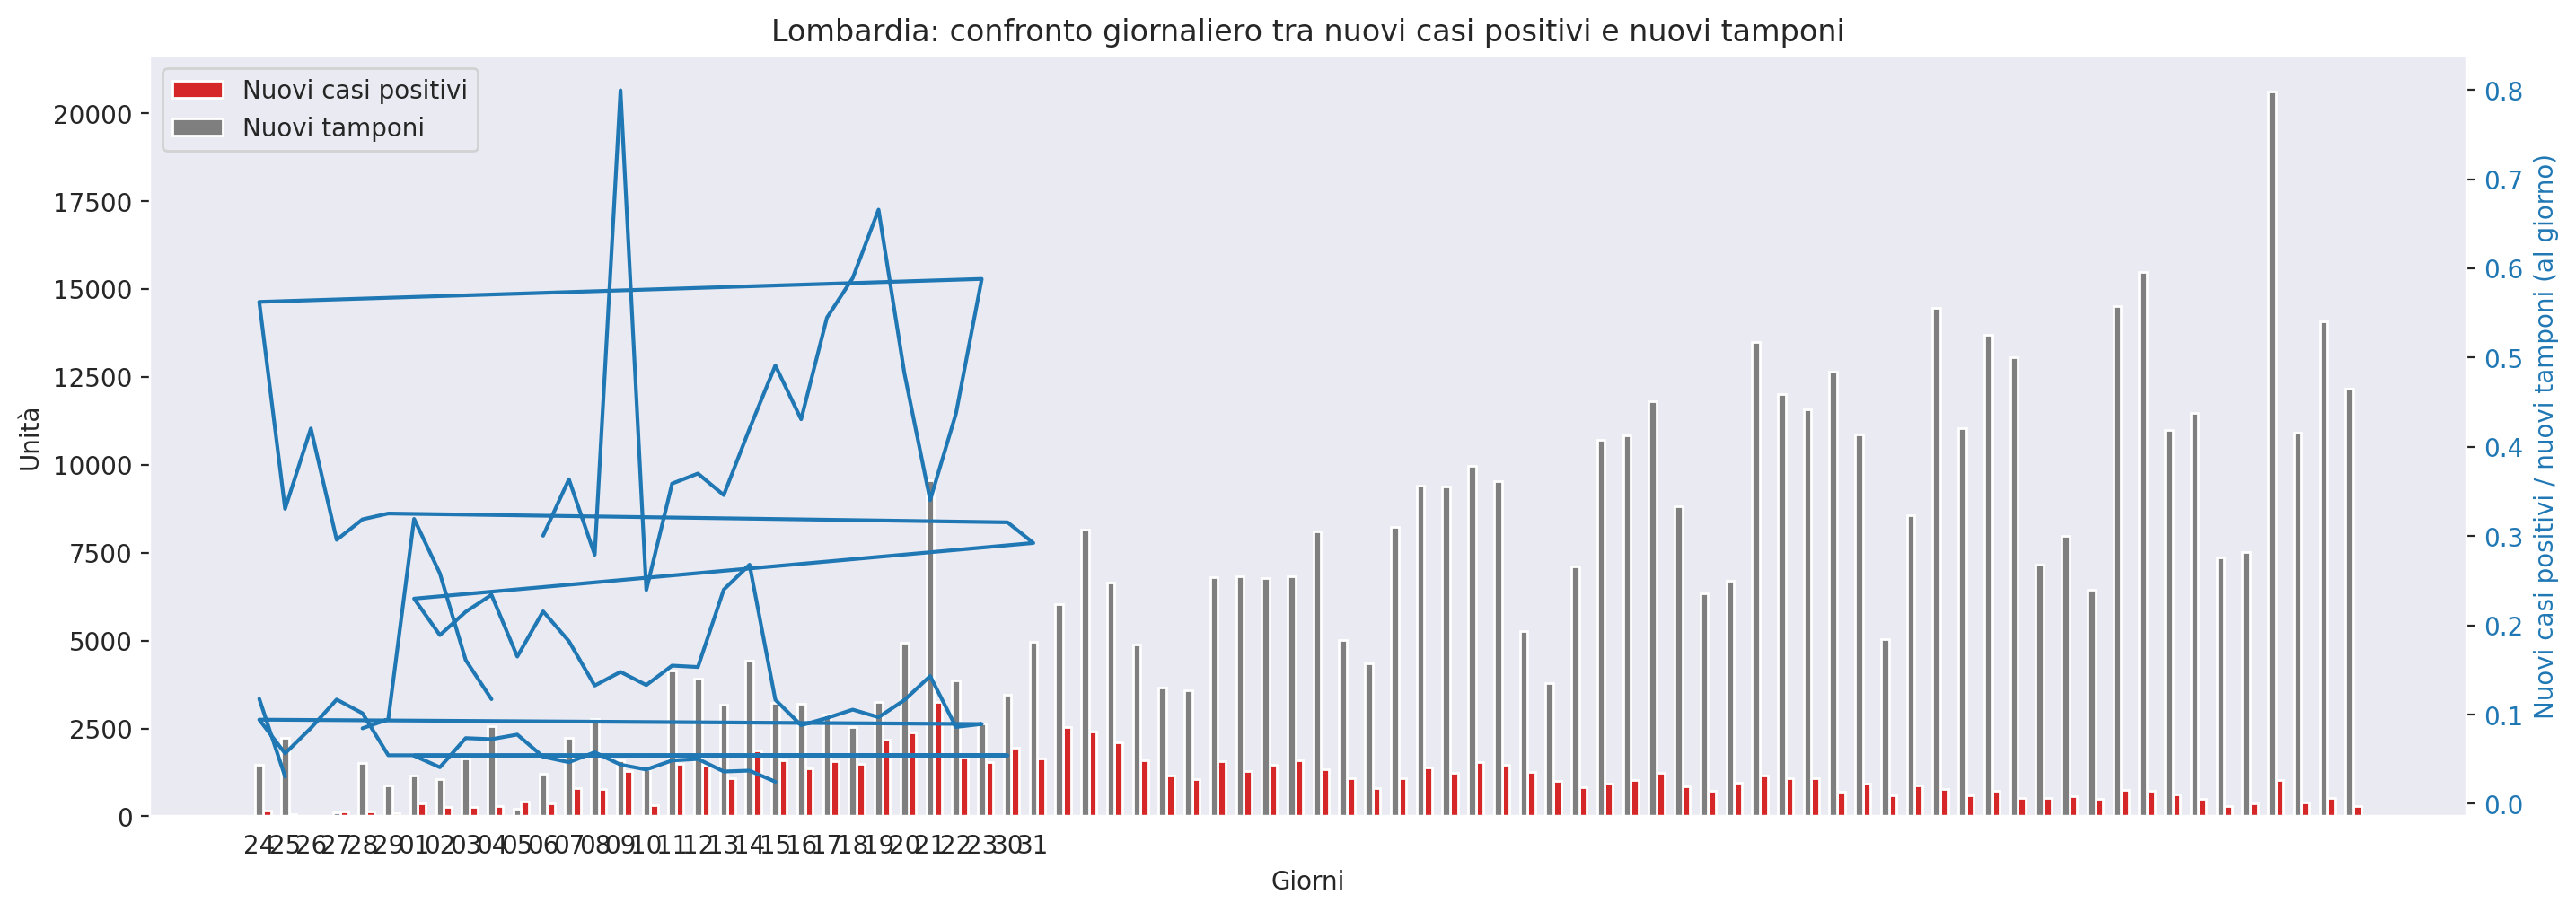 Lombardia: confronto giornaliero tra nuovi casi positivi e nuovi tamponi
Nuovi casi positivi
Nuovi tamponi
20000
17500
15000
12500
10000
7500
5000
2500
0
Unità
0.8
0.7
0.6
0.5
0.4
0.3
0.2
0.1
0.0
Nuovi casi positivi / nuovi tamponi (al giorno)
24 25 26 27 28 29 01 02 03 04 05 06 07 08 09 10 11 12 13 14 15 16 17 18 19 20 21 22 23 30 31
Giorni